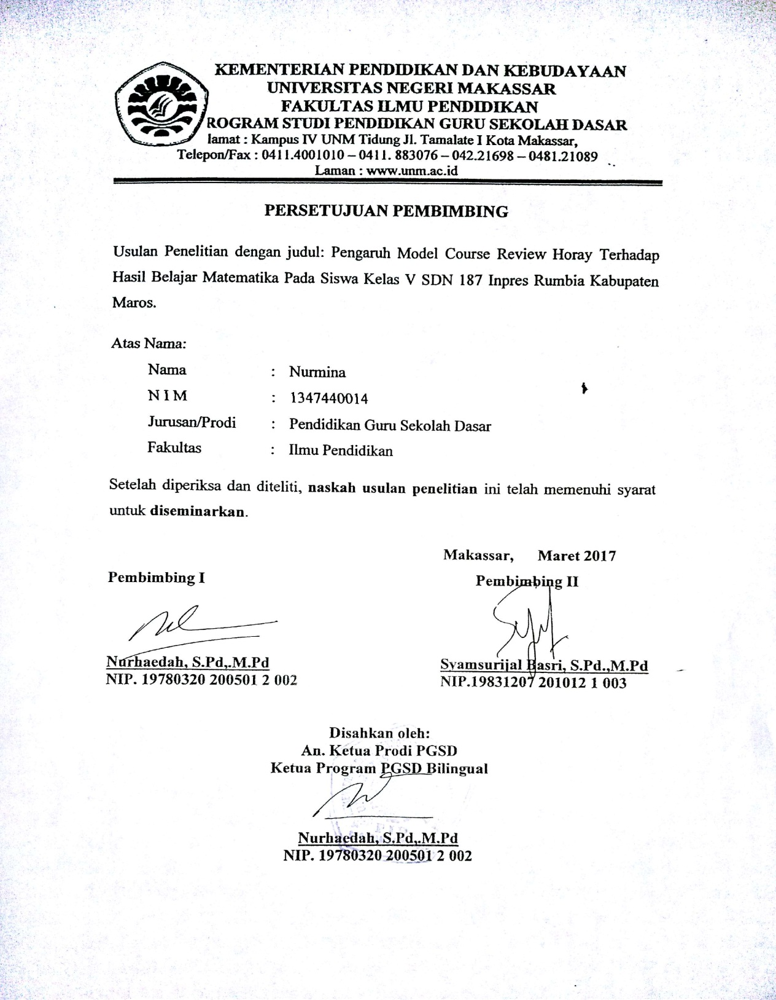 KEMENTERIAN PENDIDIKAN DAN KEBUDAYAAN
UNIVERSITAS NEGERI MAKASSAR
FAKULTAS ILMU PENDIDIKAN
ROGRAM STUDI PENDIDIKAN GURU SEKOLAH DASAR
lamat : Kampus IV UNM Tidung Jl. Tamalate I Kota Makassar,
Telepon/Fax : 0411.4001010 – 0411. 883076 – 042.21698 – 0481.21089
Laman : www.unm.ac.id
PERSETUJUAN PEMBIMBING
Usulan Penelitian dengan judul: Pengaruh Model Course Review Horay Terhadap
Hasil Belajar Matematika Pada Siswa Kelas V SDN 187 Inpres Rumbia Kabupaten
Maros.
Atas Nama:
Nama : Nurmina
N I M : 1347440014
Jurusan/Prodi : Pendidikan Guru Sekolah Dasar
Fakultas : Ilmu Pendidikan
Setelah diperiksa dan diteliti, naskah usulan penelitian ini telah memenuhi syarat
untuk diseminarkan.
Makassar, Maret 2017
Pembimbing I Pembimbing II
Nurhaedah, S.Pd,.M.Pd Syamsurijal Basri, S.Pd.,M.Pd
NIP. 19780320 200501 2 002 NIP.19831207 201012 1 003
Disahkan oleh:
An. Ketua Prodi PGSD
Ketua Program PGSD Bilingual
Nurhaedah, S.Pd,.M.Pd
NIP. 19780320 200501 2 002